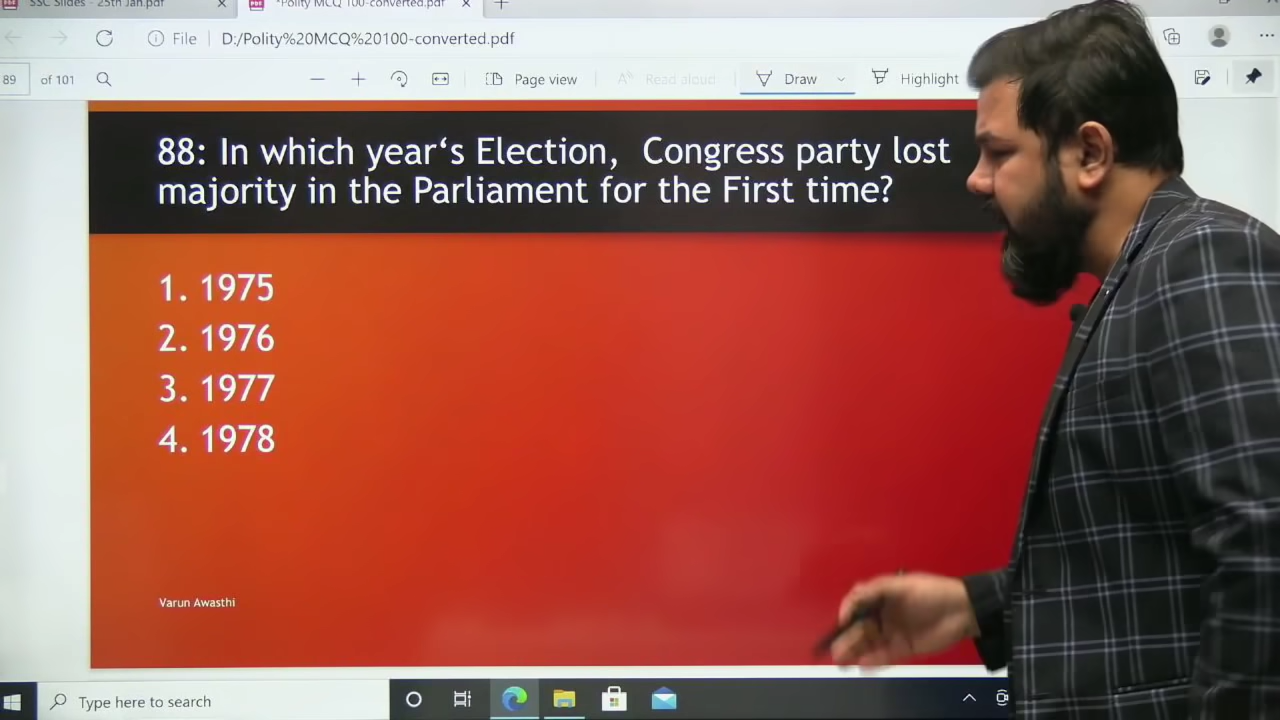 SSC Slides - 25th Jan.pdf
*Polity MCQ 100-converted.pdf
File
D:/Polity%20MCQ%20100-converted.pdf
89 of 101
Page view
Read aloud
Draw
Highlight
88: In which year‘s Election, Congress party lost
majority in the Parliament for the First time?
1. 1975
2. 1976
3. 1977
4. 1978
Varun Awasthi
Type here to search